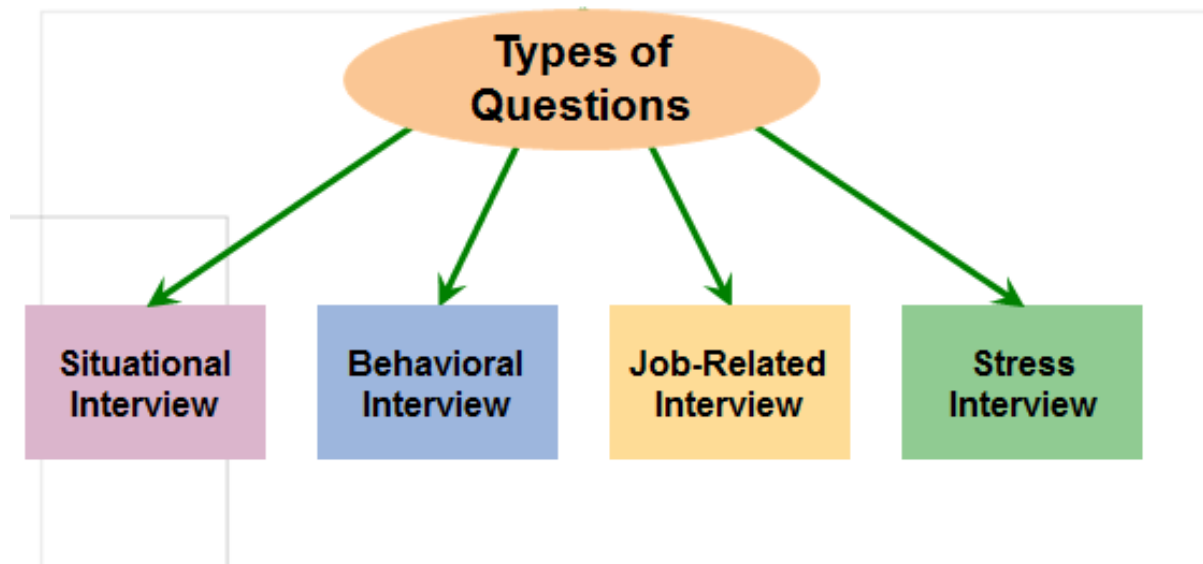 Types of
Questions
Situational
Interview
Behavioral
Interview
Job-Related
Interview
Stress
Interview